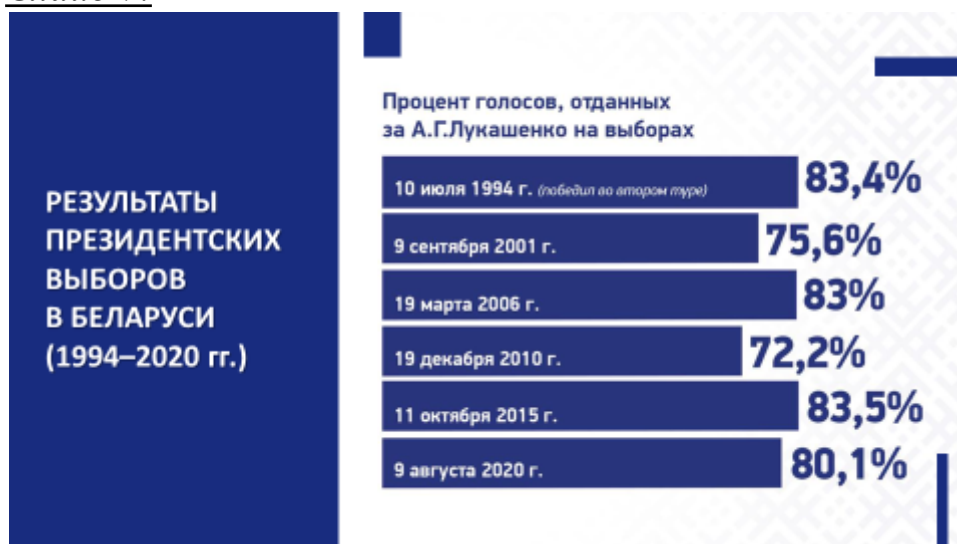 РЕЗУЛЬТАТЫ
ПРЕЗИДЕНТСКИХ
ВЫБОРОВ
В БЕЛАРУСИ
(1994–2020 гг.)
Процент голосов, отданных
за А.Г.Лукашенко на выборах
10 июля 1994 г. (победил во втором туре) 83,4%
9 сентября 2001 г. 75,6%
19 марта 2006 г. 83%
19 декабря 2010 г. 72,2%
11 октября 2015 г. 83,5%
9 августа 2020 г. 80,1%